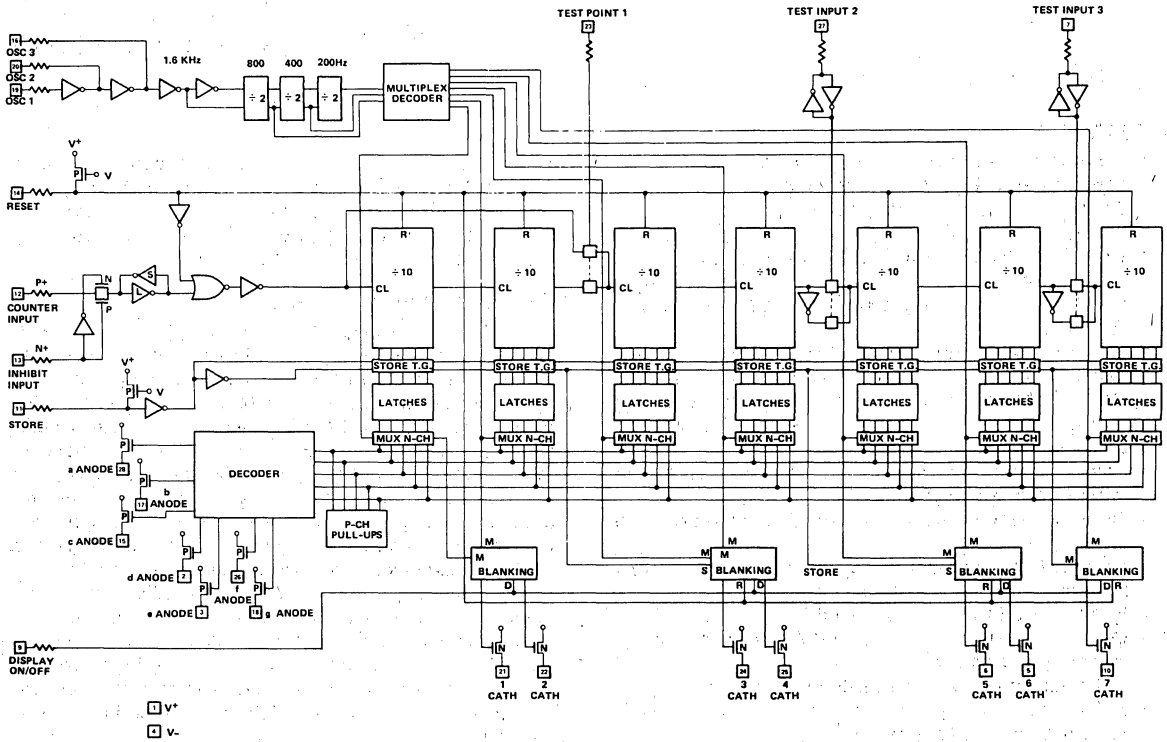 TEST POINT 1
TEST INPUT 2
TEST INPUT 3
23
27
7
16
OSC 3
20
OSC 2
19
OSC 1
1.6 KHz
800
400
200Hz
÷ 2
÷ 2
÷ 2
MULTIPLEX
DECODER
V+
P
V
14
RESET
R
R
R
R
R
R
R
÷10
÷10
÷10
÷10
÷10
÷10
÷10
CL
CL
CL
CL
CL
CL
CL
P+
12
COUNTER
INPUT
N
S
L
P
N+
13
INHIBIT
INPUT
V+
P
V
11
STORE
STORE T.G.
STORE T.G.
STORE T.G.
STORE T.G.
STORE T.G.
STORE T.G.
STORE T.G.
LATCHES
LATCHES
LATCHES
LATCHES
LATCHES
LATCHES
LATCHES
MUX N-CH
MUX N-CH
MUX N-CH
MUX N-CH
MUX N-CH
MUX N-CH
MUX N-CH
DECODER
P
a ANODE
28
P
b
17
ANODE
P
c ANODE
15
P
d ANODE
2
P
e ANODE
3
P
26
f
ANODE
P
18
g ANODE
P-CH
PULL-UPS
M
M
BLANKING
D
M
M
M
S
BLANKING
R
D
STORE
M
M
S
BLANKING
R
D
M
M
BLANKING
D
R
9
DISPLAY
ON/OFF
N
21
1
CATH
N
22
2
CATH
N
24
3
CATH
N
25
4
CATH
N
6
5
CATH
N
5
6
CATH
N
10
7
CATH
1
V+
4
V-